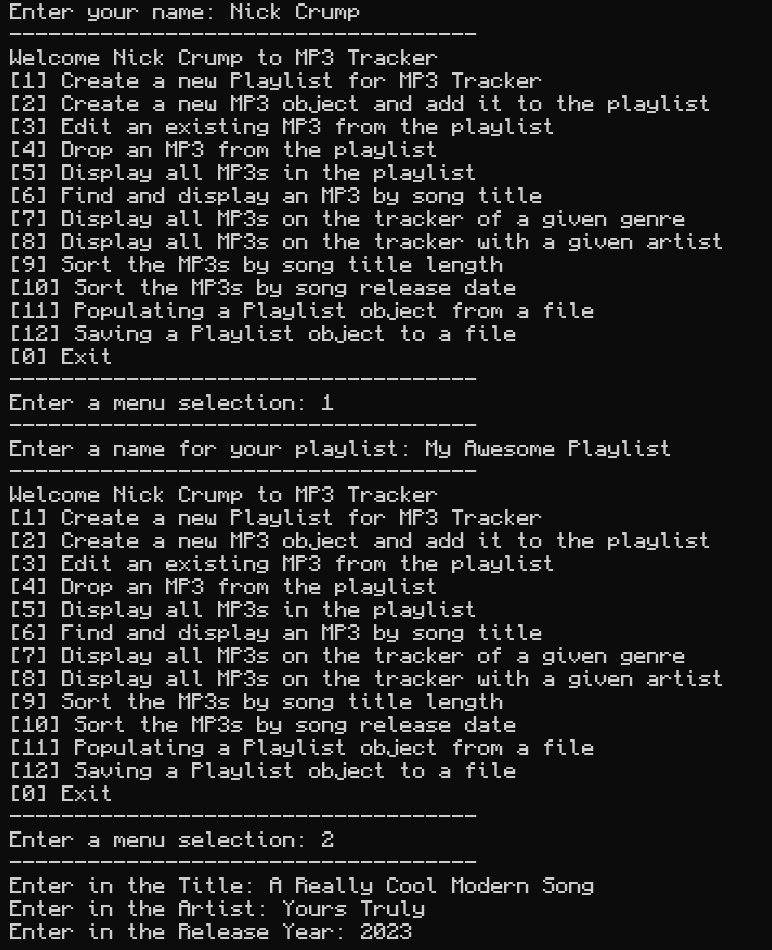 Enter your name: Nick Crump
------------------------------------
Welcome Nick Crump to MP3 Tracker
[1] Create a new Playlist for MP3 Tracker
[2] Create a new MP3 object and add it to the playlist
[3] Edit an existing MP3 from the playlist
[4] Drop an MP3 from the playlist
[5] Display all MP3s in the playlist
[6] Find and display an MP3 by song title
[7] Display all MP3s on the tracker of a given genre
[8] Display all MP3s on the tracker with a given artist
[9] Sort the MP3s by song title length
[10] Sort the MP3s by song release date
[11] Populating a Playlist object from a file
[12] Saving a Playlist object to a file
[0] Exit
------------------------------------
Enter a menu selection: 1
------------------------------------
Enter a name for your playlist: My Awesome Playlist
------------------------------------
Welcome Nick Crump to MP3 Tracker
[1] Create a new Playlist for MP3 Tracker
[2] Create a new MP3 object and add it to the playlist
[3] Edit an existing MP3 from the playlist
[4] Drop an MP3 from the playlist
[5] Display all MP3s in the playlist
[6] Find and display an MP3 by song title
[7] Display all MP3s on the tracker of a given genre
[8] Display all MP3s on the tracker with a given artist
[9] Sort the MP3s by song title length
[10] Sort the MP3s by song release date
[11] Populating a Playlist object from a file
[12] Saving a Playlist object to a file
[0] Exit
------------------------------------
Enter a menu selection: 2
------------------------------------
Enter in the Title: A Really Cool Modern Song
Enter in the Artist: Yours Truly
Enter in the Release Year: 2023